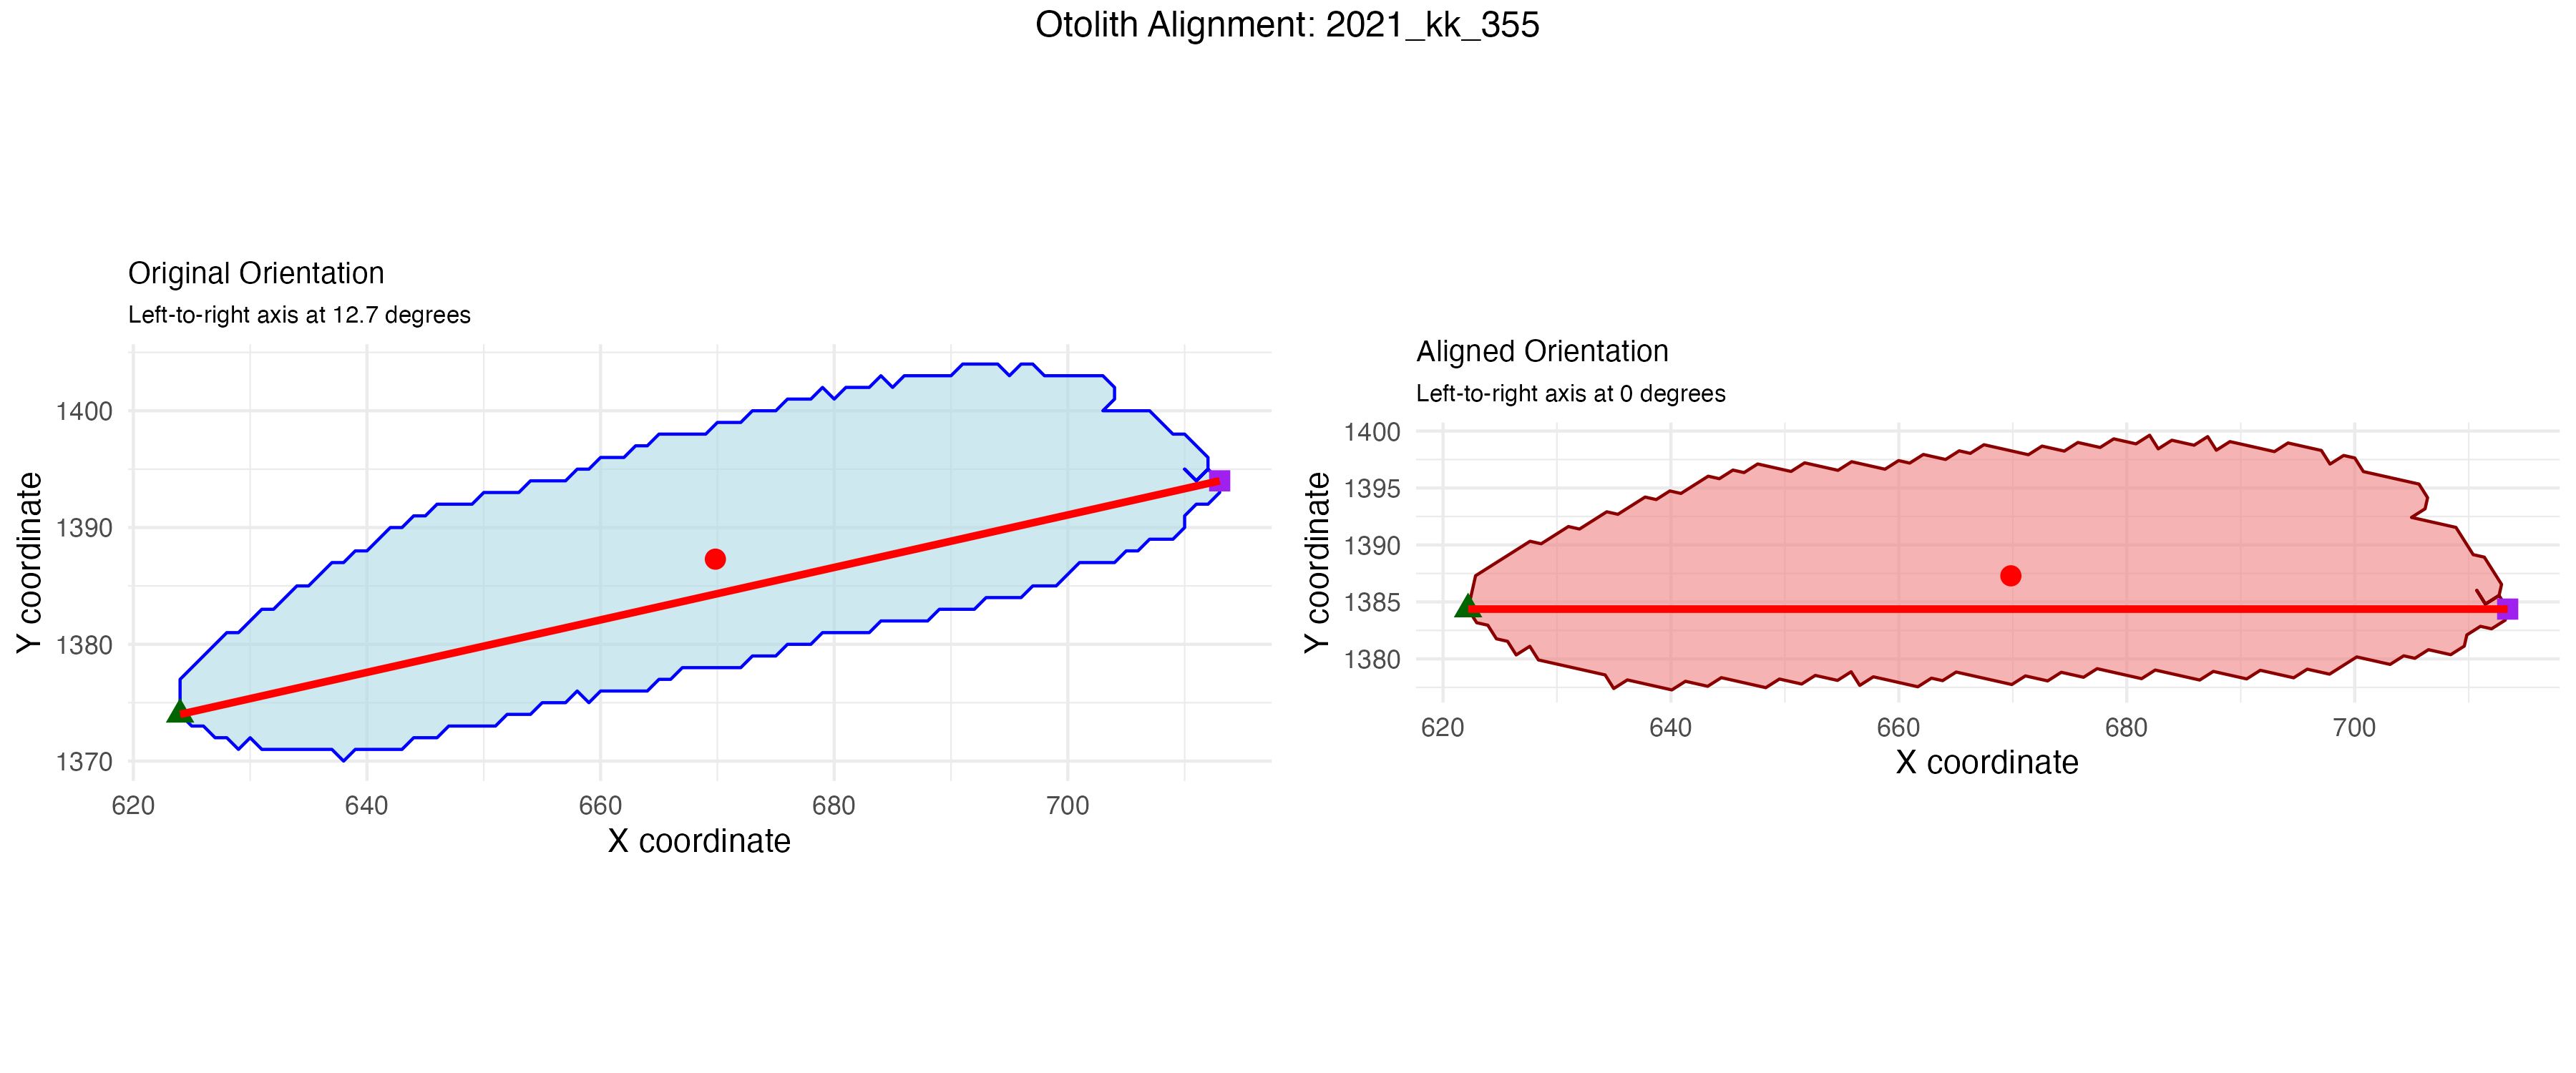 Otolith Alignment: 2021_kk_355
Original Orientation
Left-to-right axis at 12.7 degrees
1400
1390
1380
1370
620 640 660 680 700
X coordinate
Y coordinate
Aligned Orientation
Left-to-right axis at 0 degrees
1400
1395
1390
1385
1380
620 640 660 680 700
X coordinate
Y coordinate